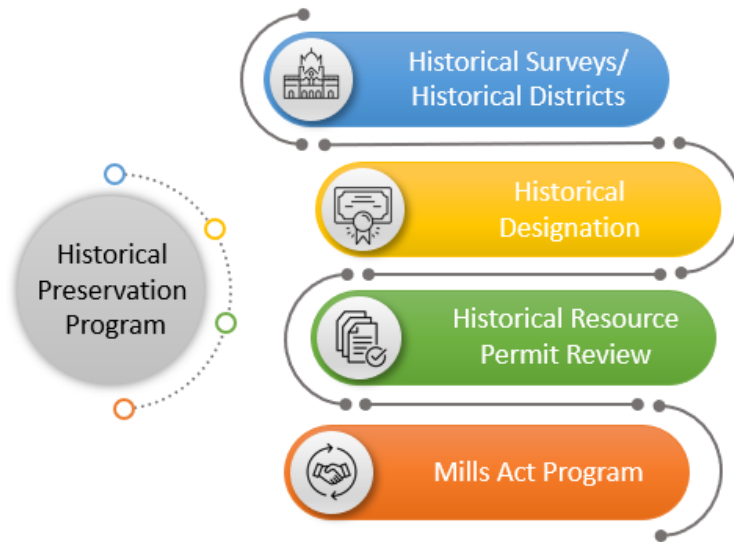 Historical
Preservation
Program
Historical Surveys/
Historical Districts
Historical
Designation
Historical Resource
Permit Review
Mills Act Program